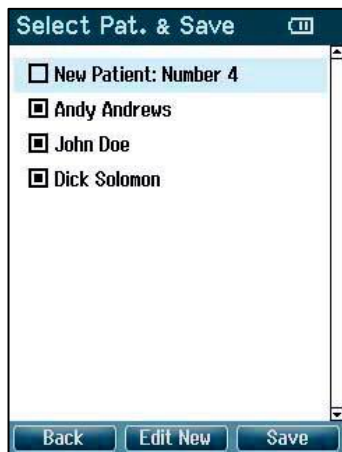 Select Pat. & Save
New Patient: Number 4
Andy Andrews
John Doe
Dick Solomon
Back Edit New Save